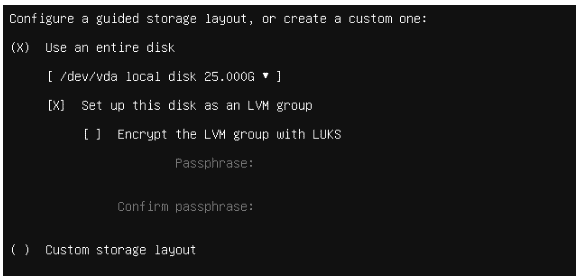 Configure a guided storage layout, or create a custom one:
(X) Use an entire disk
[ /dev/vda local disk 25.000G ▾ ]
[X] Set up this disk as an LVM group
[ ] Encrypt the LVM group with LUKS
Passphrase:
Confirm passphrase:
( ) Custom storage layout